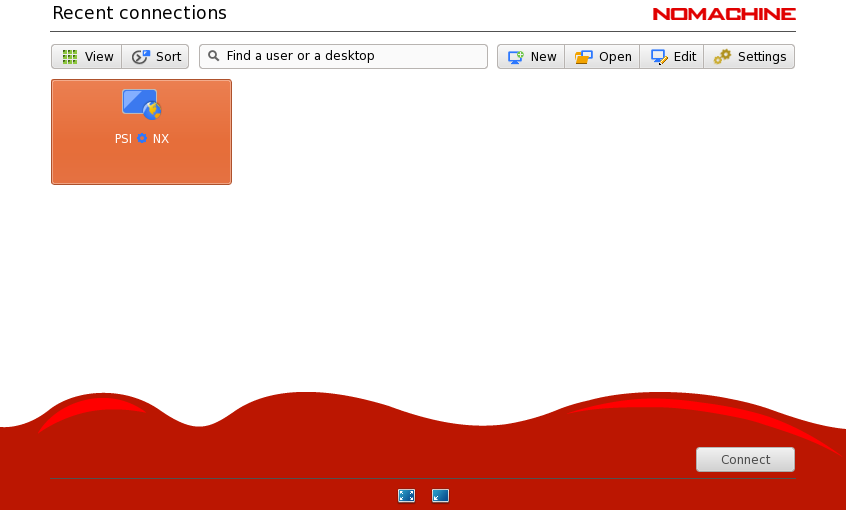 Recent connections
NOMACHINE
View
Sort
Find a user or a desktop
New
Open
Edit
Settings
PSI NX
Connect